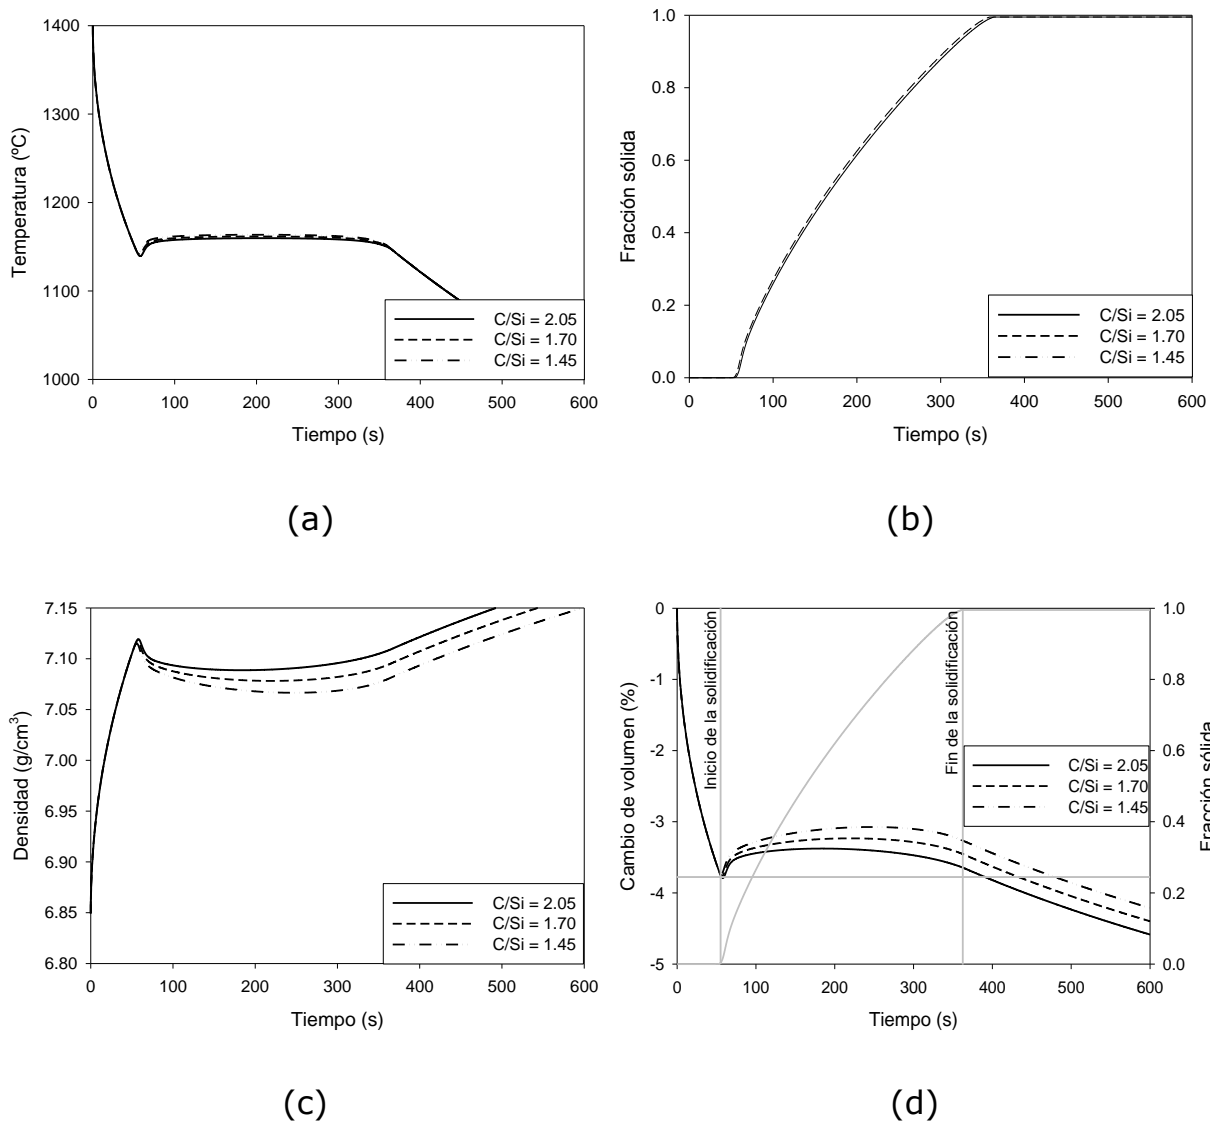 1400
1300
1200
1100
1000
Temperatura (ºC)
C/Si = 2.05
C/Si = 1.70
C/Si = 1.45
0 100 200 300 400 500 600
Tiempo (s)
(a)
1.0
0.8
0.6
0.4
0.2
0.0
Fracción sólida
C/Si = 2.05
C/Si = 1.70
C/Si = 1.45
0 100 200 300 400 500 600
Tiempo (s)
(b)
7.15
7.10
7.05
7.00
6.95
6.90
6.85
6.80
Densidad (g/cm3)
C/Si = 2.05
C/Si = 1.70
C/Si = 1.45
0 100 200 300 400 500 600
Tiempo (s)
(c)
0
-1
-2
-3
-4
-5
Cambio de volumen (%)
Inicio de la solidificación
Fin de la solidificación
C/Si = 2.05
C/Si = 1.70
C/Si = 1.45
1.0
0.8
0.6
0.4
0.2
0.0
Fracción sólida
0 100 200 300 400 500 600
Tiempo (s)
(d)